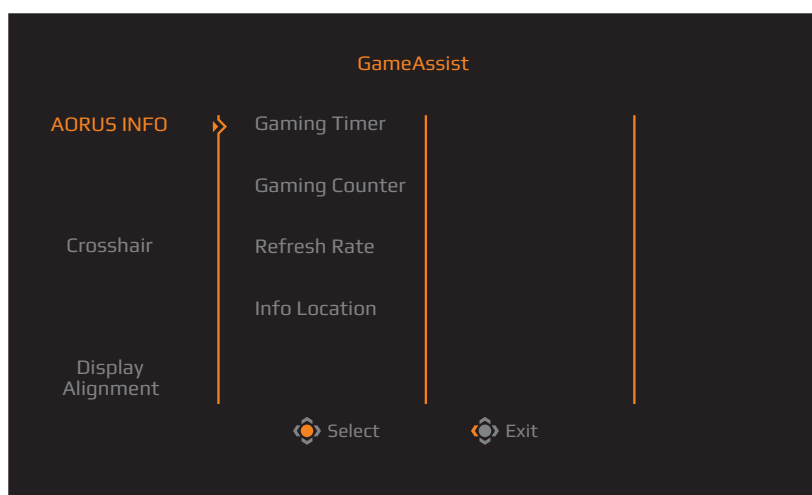 GameAssist
AORUS INFO
Crosshair
Display
Alignment
Gaming Timer
Gaming Counter
Refresh Rate
Info Location
Select
Exit